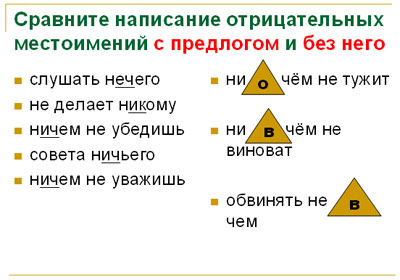 Сравните написание отрицательных
местоимений с предлогом и без него
слушать нечего
не делает никому
ничем не убедишь
совета ничьего
ничем не уважишь
ни о чём не тужит
ни в чём не
виноват
обвинять не в
чем